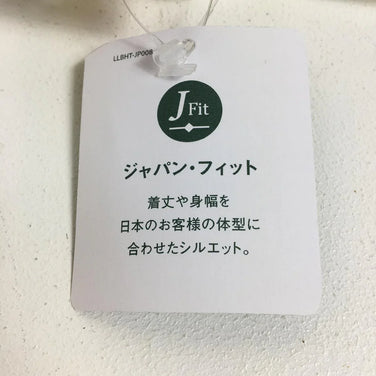 LLBHT-JP008
J Fit
ジャパン・フィット
着丈や身幅を
日本のお客様の体型に
合わせたシルエット。